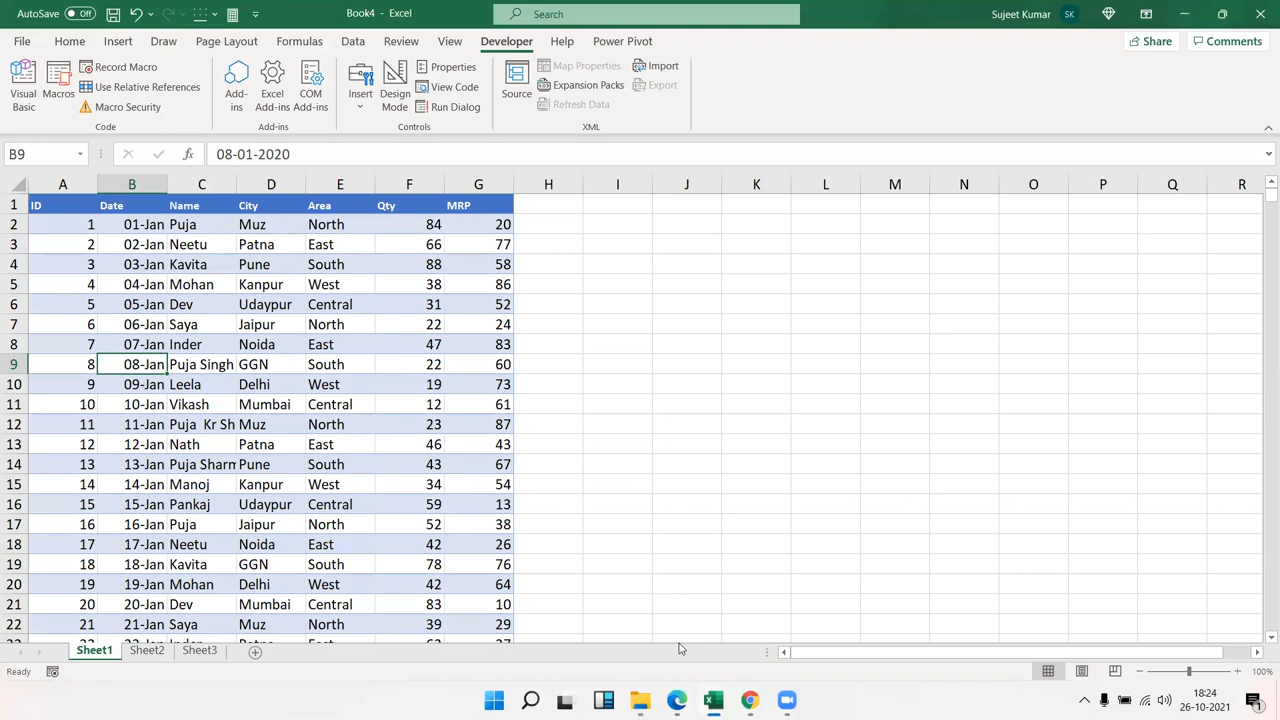 AutoSave Off Book4 - Excel Search Sujeet Kumar SK
File Home Insert Draw Page Layout Formulas Data Review View Developer Help Power Pivot Share Comments
Visual Basic Macros Record Macro Use Relative References Macro Security Code
Add-ins Excel Add-ins COM Add-ins Add-ins
Insert Design Mode Properties View Code Run Dialog Controls
Source Map Properties Expansion Packs Refresh Data Import Export XML
B9 fx 08-01-2020
A B C D E F G H I J K L M N O P Q R
1 ID Date Name City Area Qty MRP
2 1 01-Jan Puja Muz North 84 20
3 2 02-Jan Neetu Patna East 66 77
4 3 03-Jan Kavita Pune South 88 58
5 4 04-Jan Mohan Kanpur West 38 86
6 5 05-Jan Dev Udaypur Central 31 52
7 6 06-Jan Saya Jaipur North 22 24
8 7 07-Jan Inder Noida East 47 83
9 8 08-Jan Puja Singh GGN South 22 60
10 9 09-Jan Leela Delhi West 19 73
11 10 10-Jan Vikash Mumbai Central 12 61
12 11 11-Jan Puja Kr Sh Muz North 23 87
13 12 12-Jan Nath Patna East 46 43
14 13 13-Jan Puja Sharm Pune South 43 67
15 14 14-Jan Manoj Kanpur West 34 54
16 15 15-Jan Pankaj Udaypur Central 59 13
17 16 16-Jan Puja Jaipur North 52 38
18 17 17-Jan Neetu Noida East 42 26
19 18 18-Jan Kavita GGN South 78 76
20 19 19-Jan Mohan Delhi West 42 64
21 20 20-Jan Dev Mumbai Central 83 10
22 21 21-Jan Saya Muz North 39 29
Sheet1 Sheet2 Sheet3
Ready 100%
18:24
26-10-2021